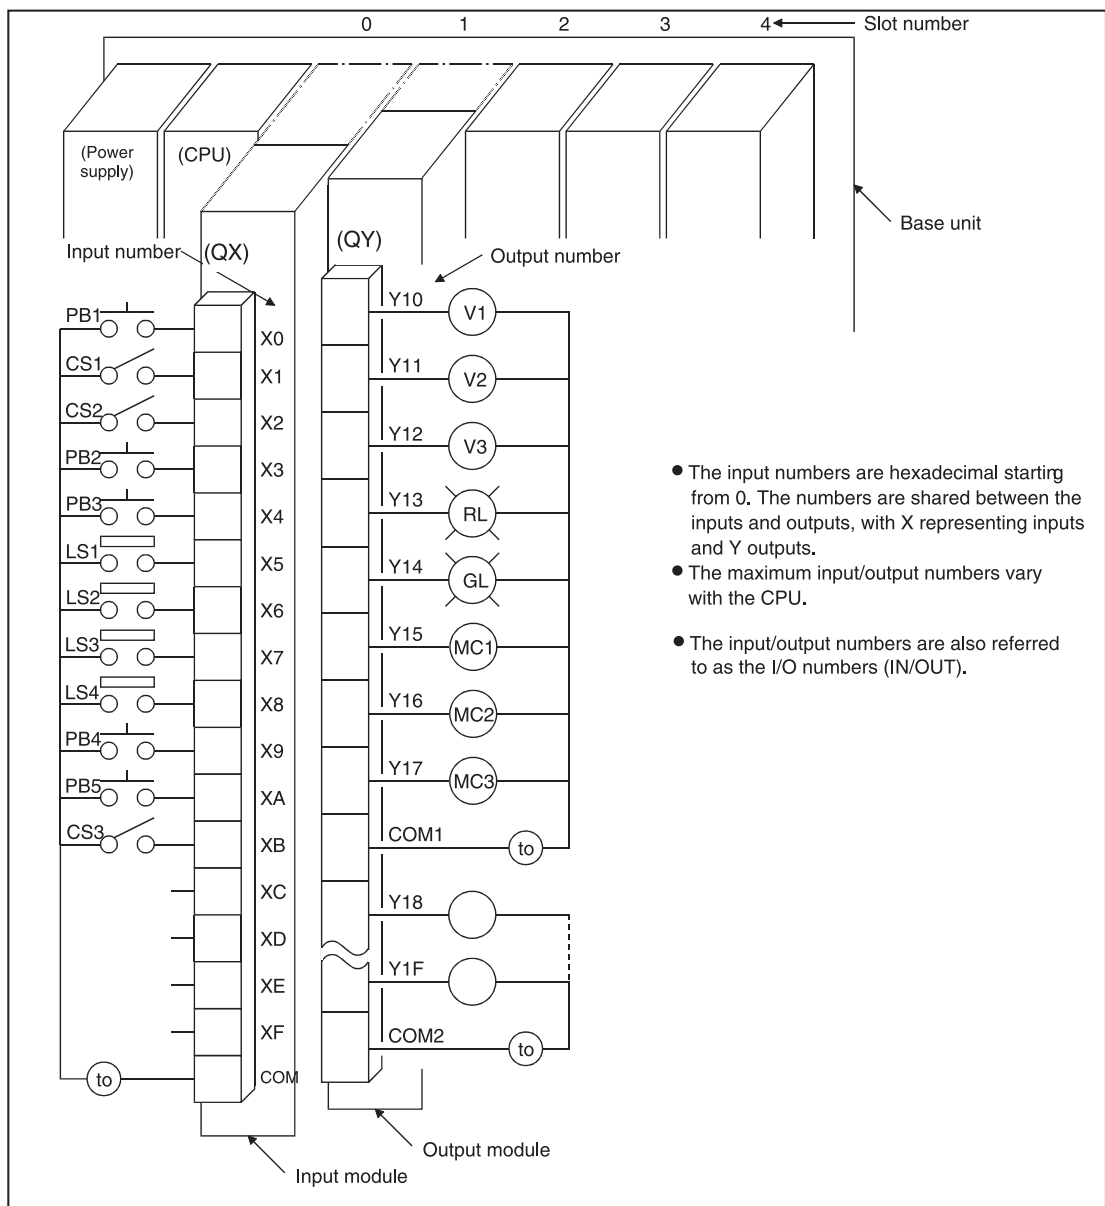 0 1 2 3 4 Slot number
(Power
supply)
(CPU)
Base unit
Input number
(QX)
(QY)
Output number
PB1
X0
CS1
X1
CS2
X2
PB2
X3
PB3
X4
LS1
X5
LS2
X6
LS3
X7
LS4
X8
PB4
X9
PB5
XA
CS3
XB
XC
XD
XE
XF
to
COM
Y10
V1
Y11
V2
Y12
V3
Y13
RL
Y14
GL
Y15
MC1
Y16
MC2
Y17
MC3
COM1
to
Y18
Y1F
COM2
to
● The input numbers are hexadecimal starting
from 0. The numbers are shared between the
inputs and outputs, with X representing inputs
and Y outputs.
● The maximum input/output numbers vary
with the CPU.
● The input/output numbers are also referred
to as the I/O numbers (IN/OUT).
Output module
Input module